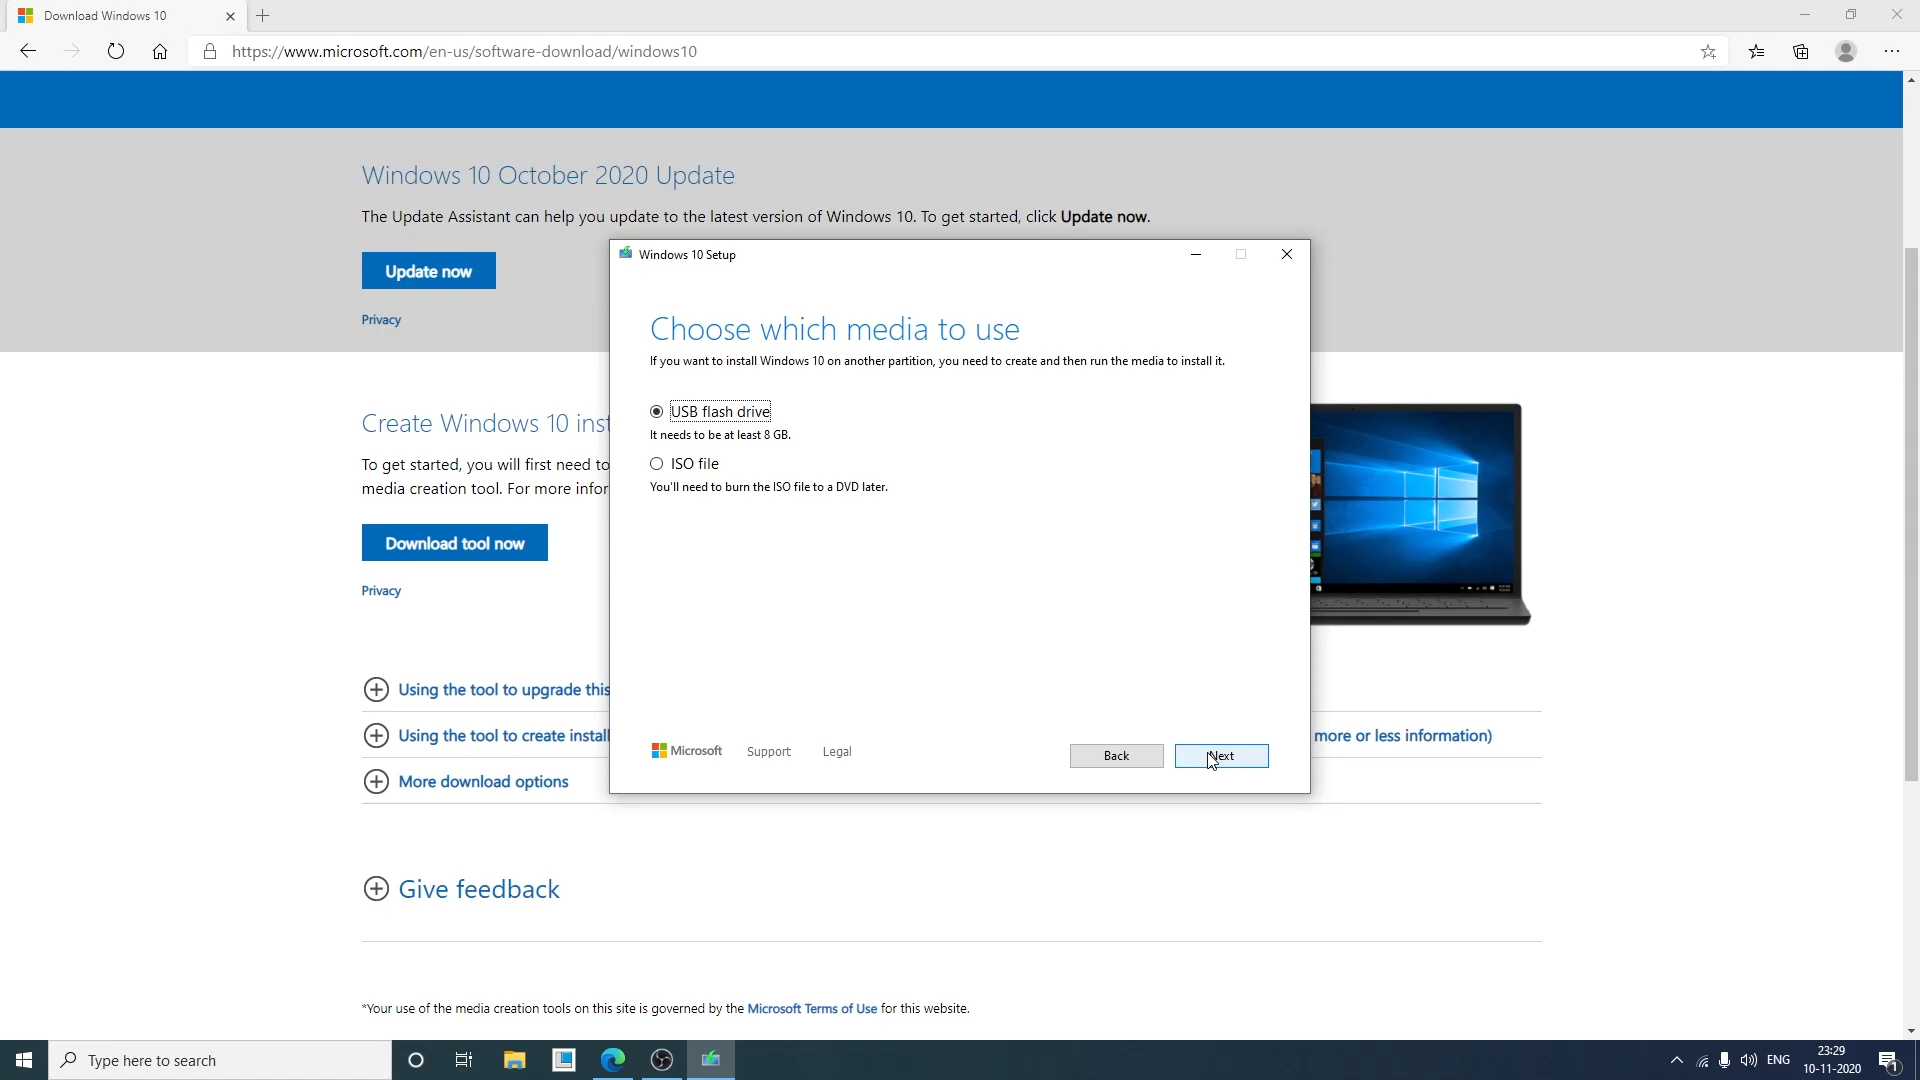 Download Windows 10
https://www.microsoft.com/en-us/software-download/windows10
Windows 10 October 2020 Update
The Update Assistant can help you update to the latest version of Windows 10. To get started, click Update now.
Update now
Privacy
Windows 10 Setup
Choose which media to use
If you want to install Windows 10 on another partition, you need to create and then run the media to install it.
USB flash drive
It needs to be at least 8 GB.
ISO file
You'll need to burn the ISO file to a DVD later.
Microsoft Support Legal
Back
Next
Create Windows 10 inst
To get started, you will first need to
media creation tool. For more infor
Download tool now
Privacy
Using the tool to upgrade this
Using the tool to create install
more or less information)
More download options
Give feedback
*Your use of the media creation tools on this site is governed by the Microsoft Terms of Use for this website.
Type here to search
ENG
23:29
10-11-2020
1